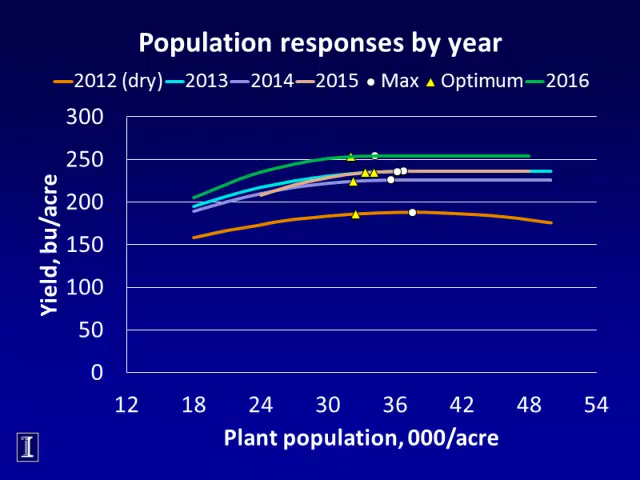 Population responses by year
2012 (dry) 2013 2014 2015 Max Optimum 2016
300
250
200
150
100
50
0
Yield, bu/acre
12 18 24 30 36 42 48 54
Plant population, 000/acre
I